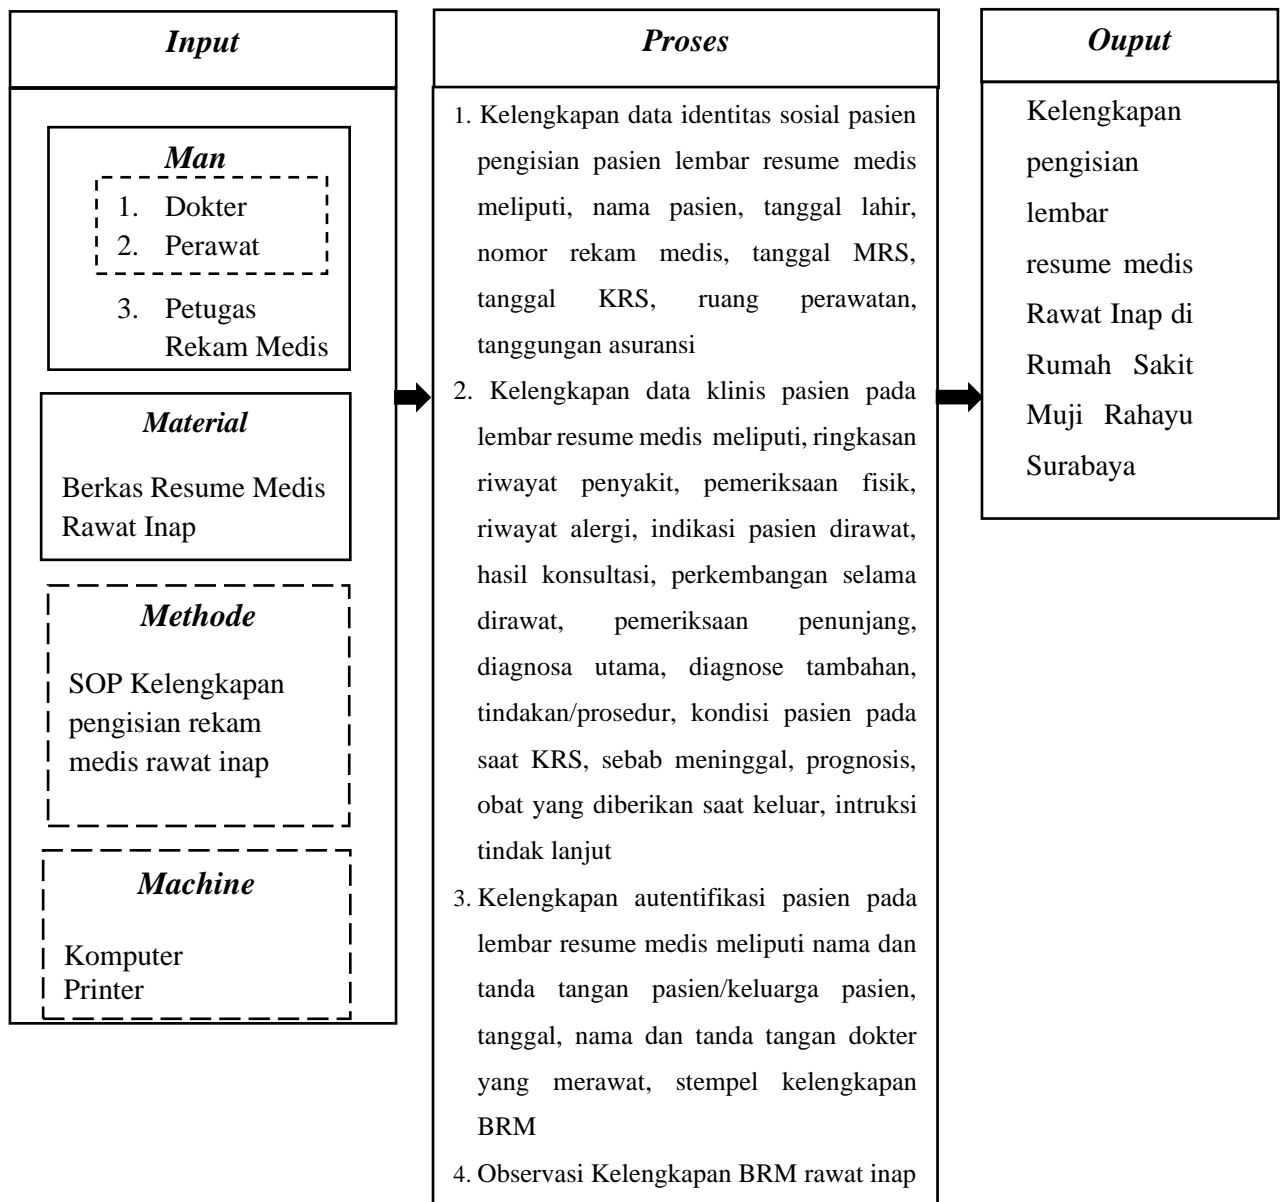 Input
Man
1. Dokter
2. Perawat
3. Petugas
Rekam Medis
Material
Berkas Resume Medis
Rawat Inap
Methode
SOP Kelengkapan
pengisian rekam
medis rawat inap
Machine
Komputer
Printer
Proses
1. Kelengkapan data identitas sosial pasien
pengisian pasien lembar resume medis
meliputi, nama pasien, tanggal lahir,
nomor rekam medis, tanggal MRS,
tanggal KRS, ruang perawatan,
tanggungan asuransi
2. Kelengkapan data klinis pasien pada
lembar resume medis meliputi, ringkasan
riwayat penyakit, pemeriksaan fisik,
riwayat alergi, indikasi pasien dirawat,
hasil konsultasi, perkembangan selama
dirawat, pemeriksaan penunjang,
diagnosa utama, diagnose tambahan,
tindakan/prosedur, kondisi pasien pada
saat KRS, sebab meninggal, prognosis,
obat yang diberikan saat keluar, intruksi
tindak lanjut
3. Kelengkapan autentifikasi pasien pada
lembar resume medis meliputi nama dan
tanda tangan pasien/keluarga pasien,
tanggal, nama dan tanda tangan dokter
yang merawat, stempel kelengkapan
BRM
4. Observasi Kelengkapan BRM rawat inap
Ouput
Kelengkapan
pengisian
lembar
resume medis
Rawat Inap di
Rumah Sakit
Muji Rahayu
Surabaya